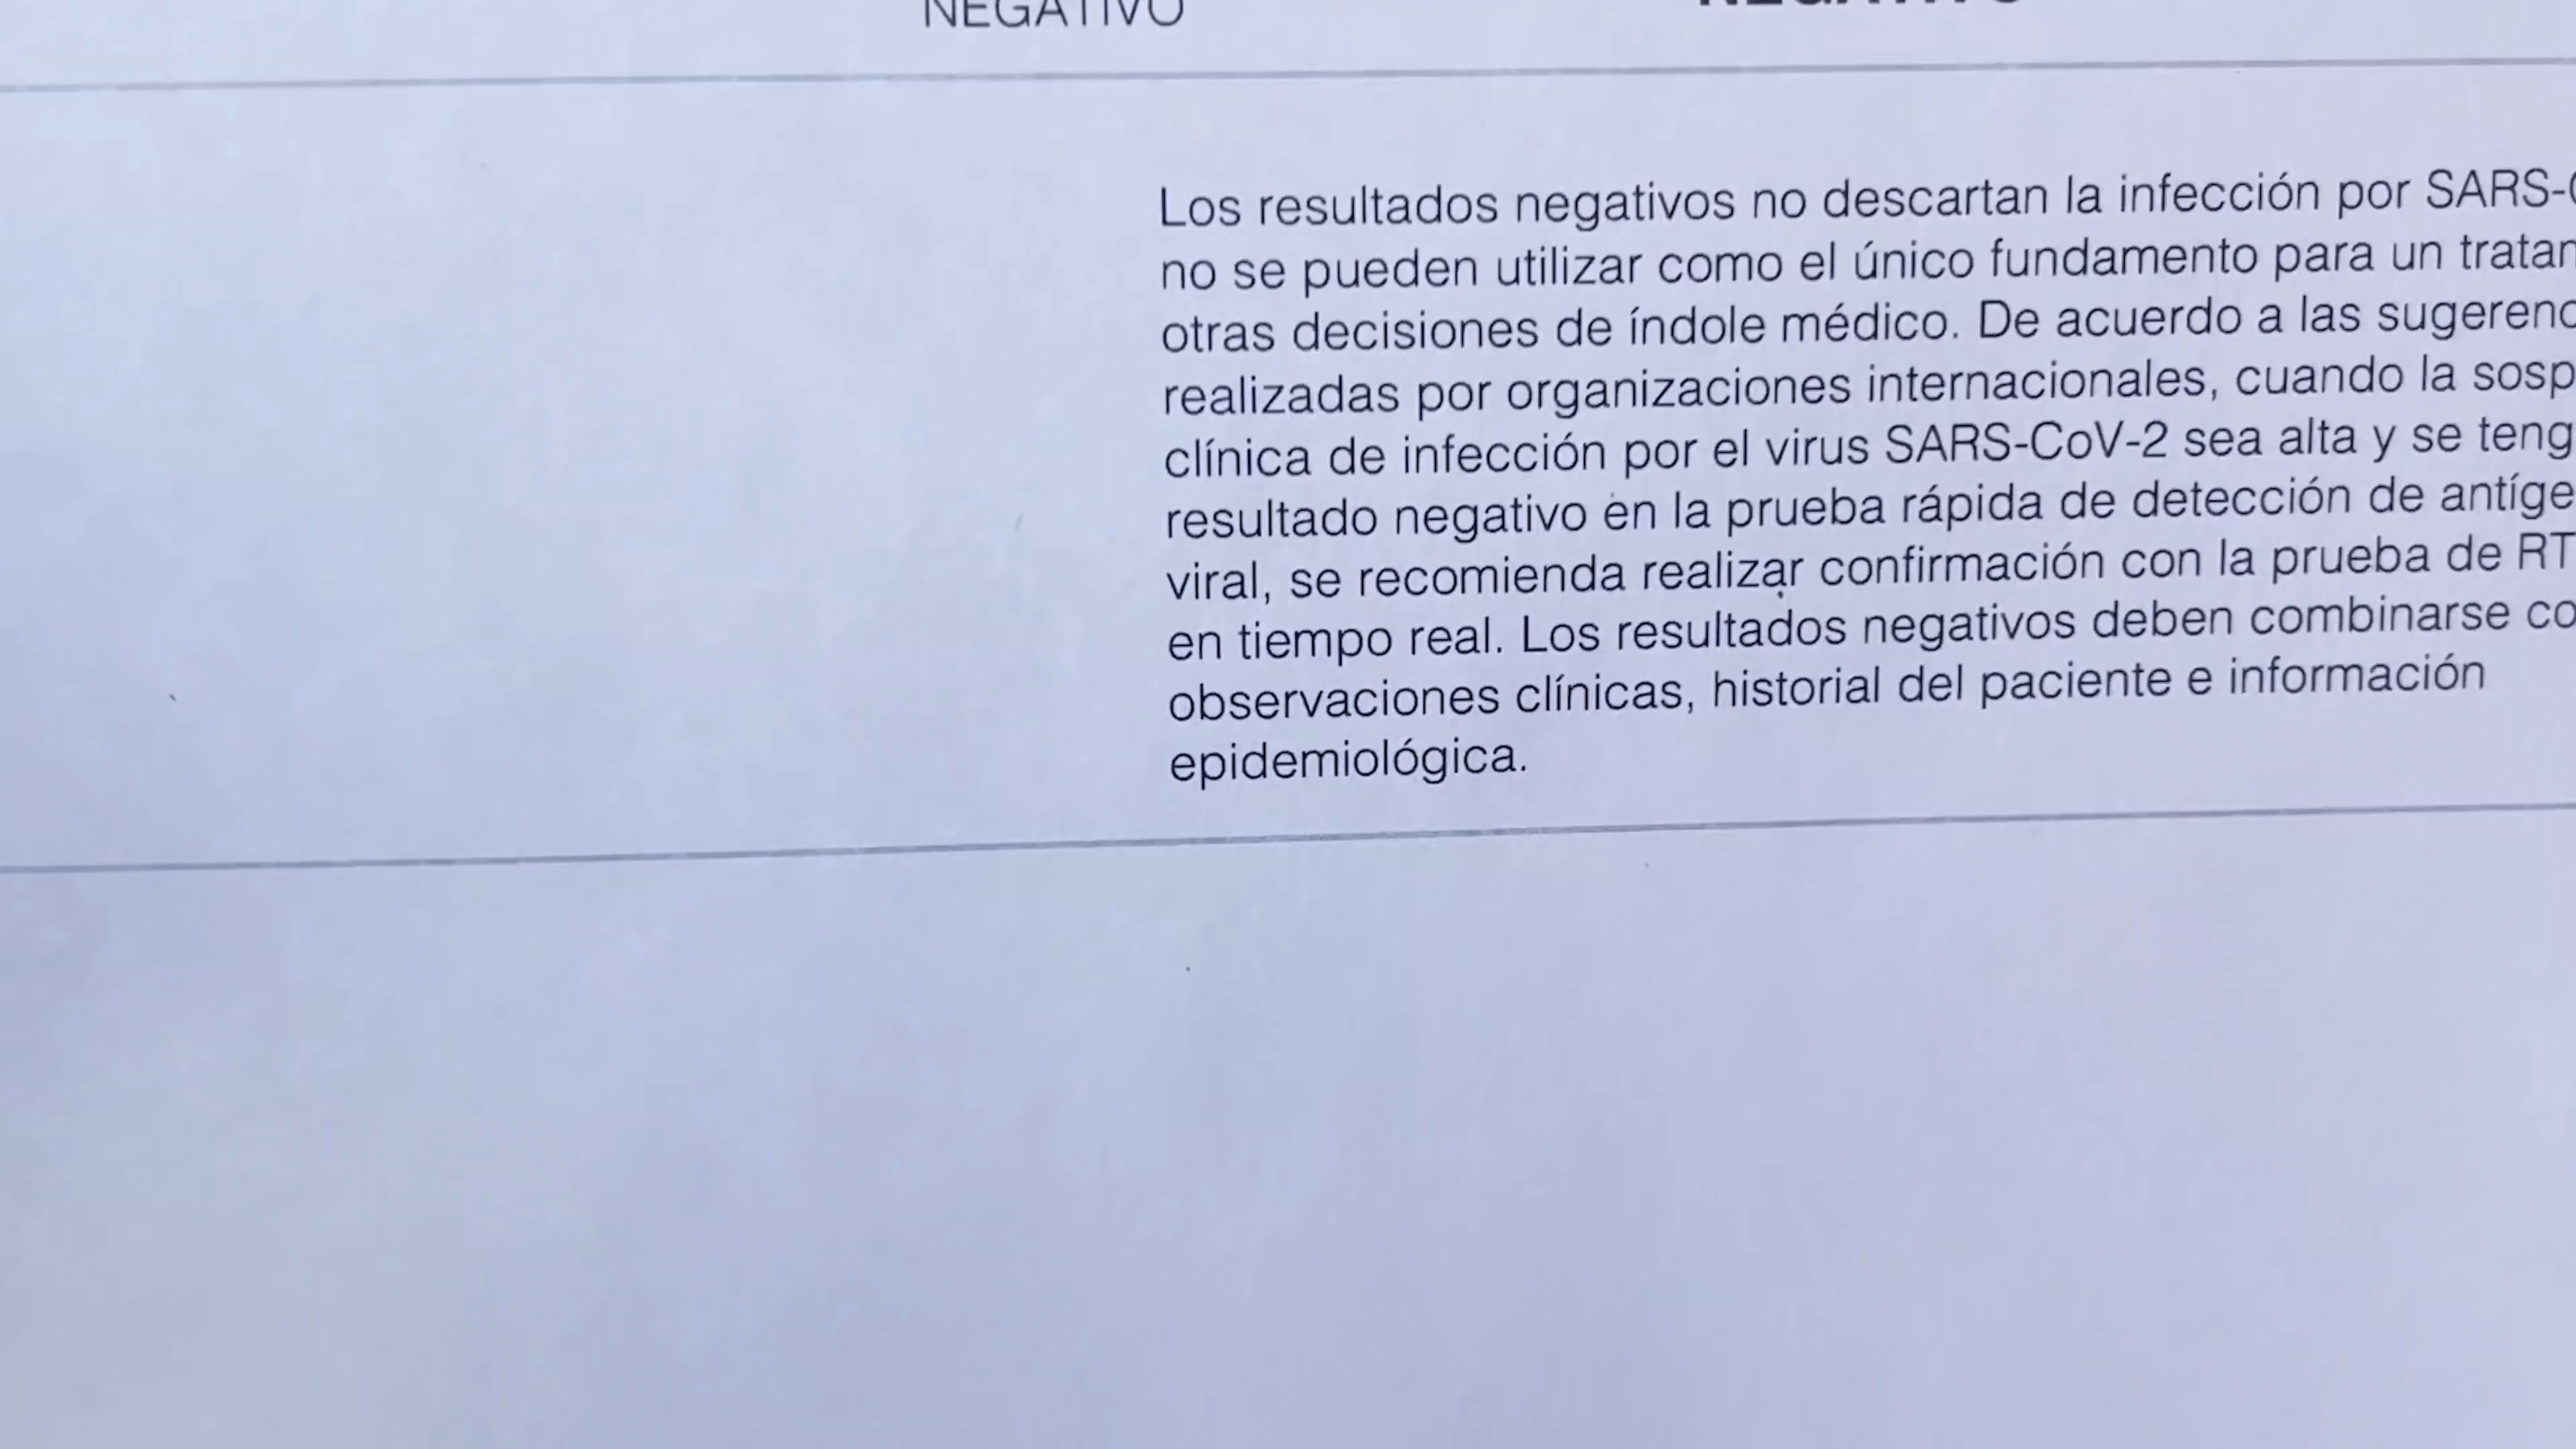 NEGATIVO NEGATIVO
Los resultados negativos no descartan la infección por SARS-
no se pueden utilizar como el único fundamento para un
otras decisiones de índole médico. De acuerdo a las
realizadas por organizaciones internacionales, cuando la
clínica de infección por el virus SARS-CoV-2 sea alta y se
resultado negativo en la prueba rápida de detección de
viral, se recomienda realizar confirmación con la prueba de
en tiempo real. Los resultados negativos deben combinarse
observaciones clínicas, historial del paciente e información
epidemiológica.